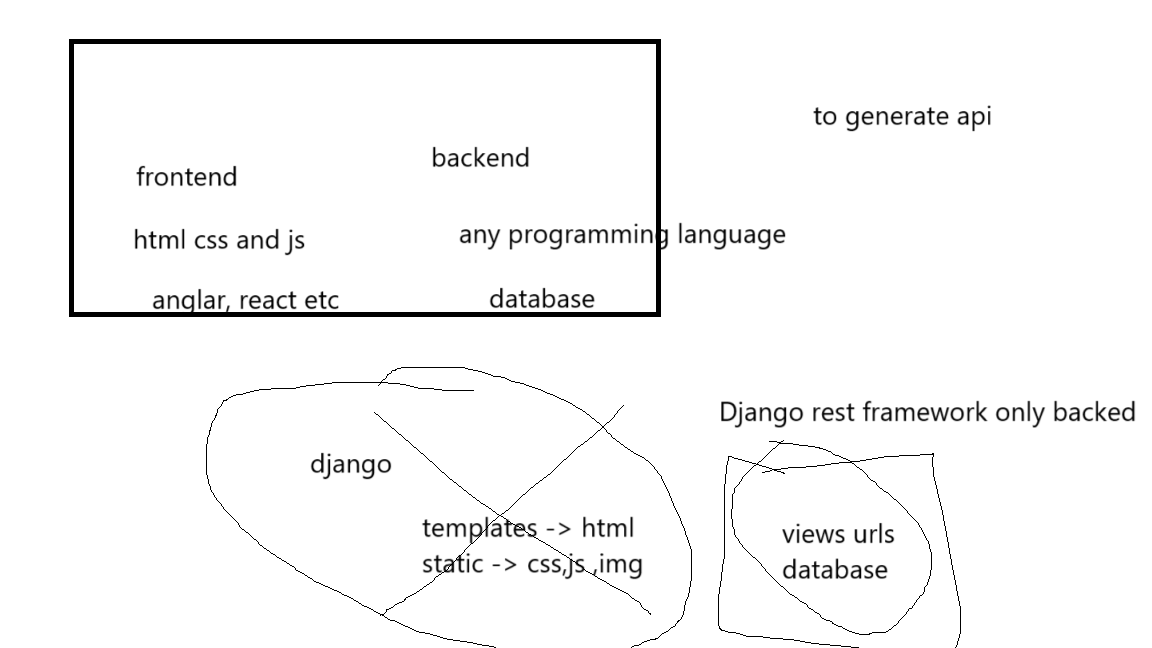 to generate api
backend
frontend
any programming language
html css and js
database
anglar, react etc
Django rest framework only backed
django
templates -> html
static -> css,js ,img
views urls
database